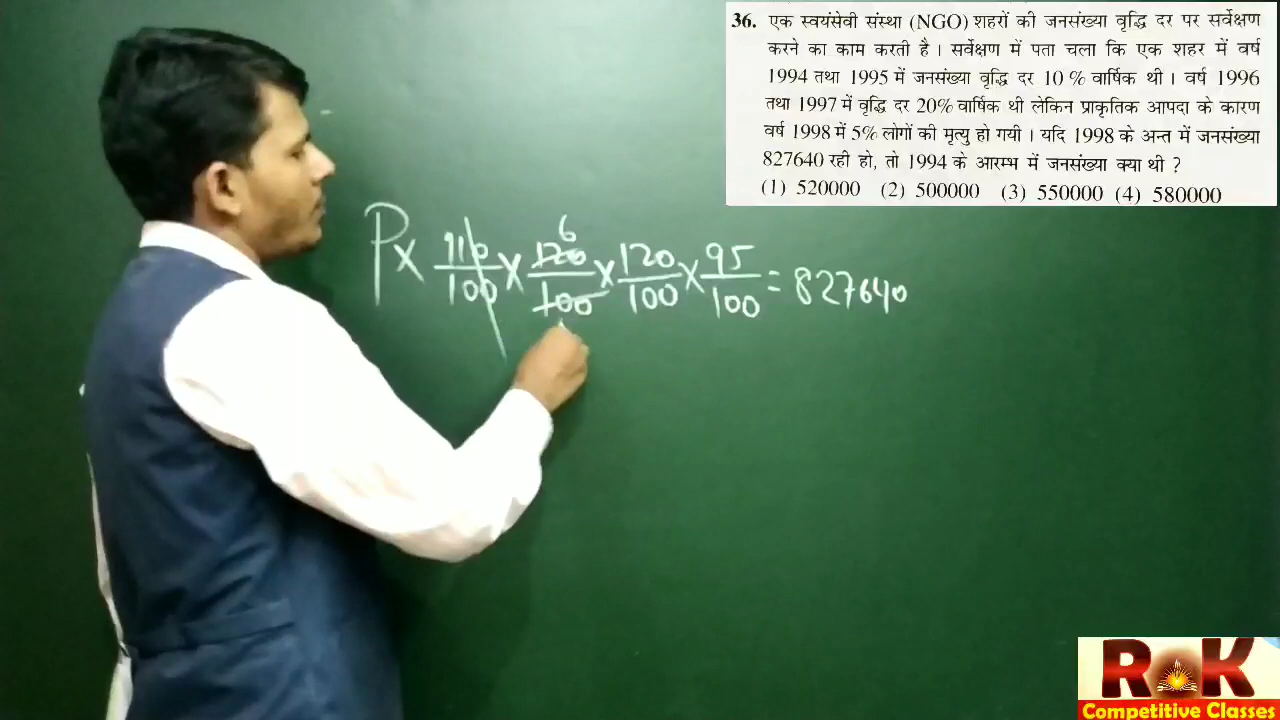 36. एक स्वयंसेवी संस्था (NGO) शहरों की जनसंख्या वृद्धि दर पर सर्वेक्षण
करने का काम करती है। सर्वेक्षण में पता चला कि एक शहर में वर्ष
1994 तथा 1995 में जनसंख्या वृद्धि दर 10 % वार्षिक थी। वर्ष 1996
तथा 1997 में वृद्धि दर 20% वार्षिक थी लेकिन प्राकृतिक आपदा के कारण
वर्ष 1998 में 5% लोगों की मृत्यु हो गयी। यदि 1998 के अन्त में जनसंख्या
827640 रही हो, तो 1994 के आरम्भ में जनसंख्या क्या थी ?
(1) 520000 (2) 500000 (3) 550000 (4) 580000
P× 110/100 × 120/100 × 120/100 × 95/100 = 827640
6
ROK
Competitive Classes